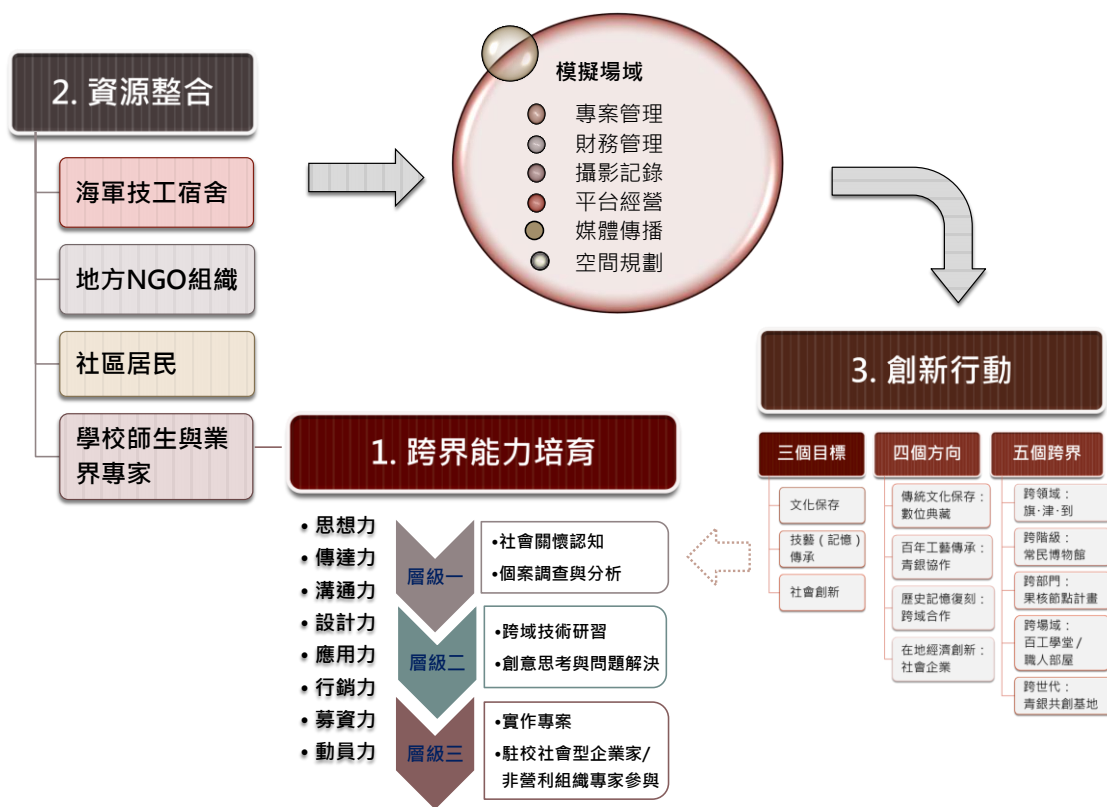 2. 資源整合
海軍技工宿舍
地方NGO組織
社區居民
學校師生與業
界專家
模擬場域
專案管理
財務管理
攝影記錄
平台經營
媒體傳播
空間規劃
1. 跨界能力培育
• 思想力
• 傳達力
• 溝通力
• 設計力
• 應用力
• 行銷力
• 募資力
• 動員力
層級一
•社會關懷認知
•個案調查與分析
層級二
•跨域技術研習
•創意思考與問題解決
層級三
•實作專案
•駐校社會型企業家/
非營利組織專家參與
3. 創新行動
三個目標
文化保存
技藝（記憶）
傳承
社會創新
四個方向
傳統文化保存：
數位典藏
百年工藝傳承：
青銀協作
歷史記憶復刻：
跨域合作
在地經濟創新：
社會企業
五個跨界
跨領域：
旗‧津‧到
跨階級：
常民博物館
跨部門：
果核節點計畫
跨場域：
百工學堂/
職人部屋
跨世代：
青銀共創基地